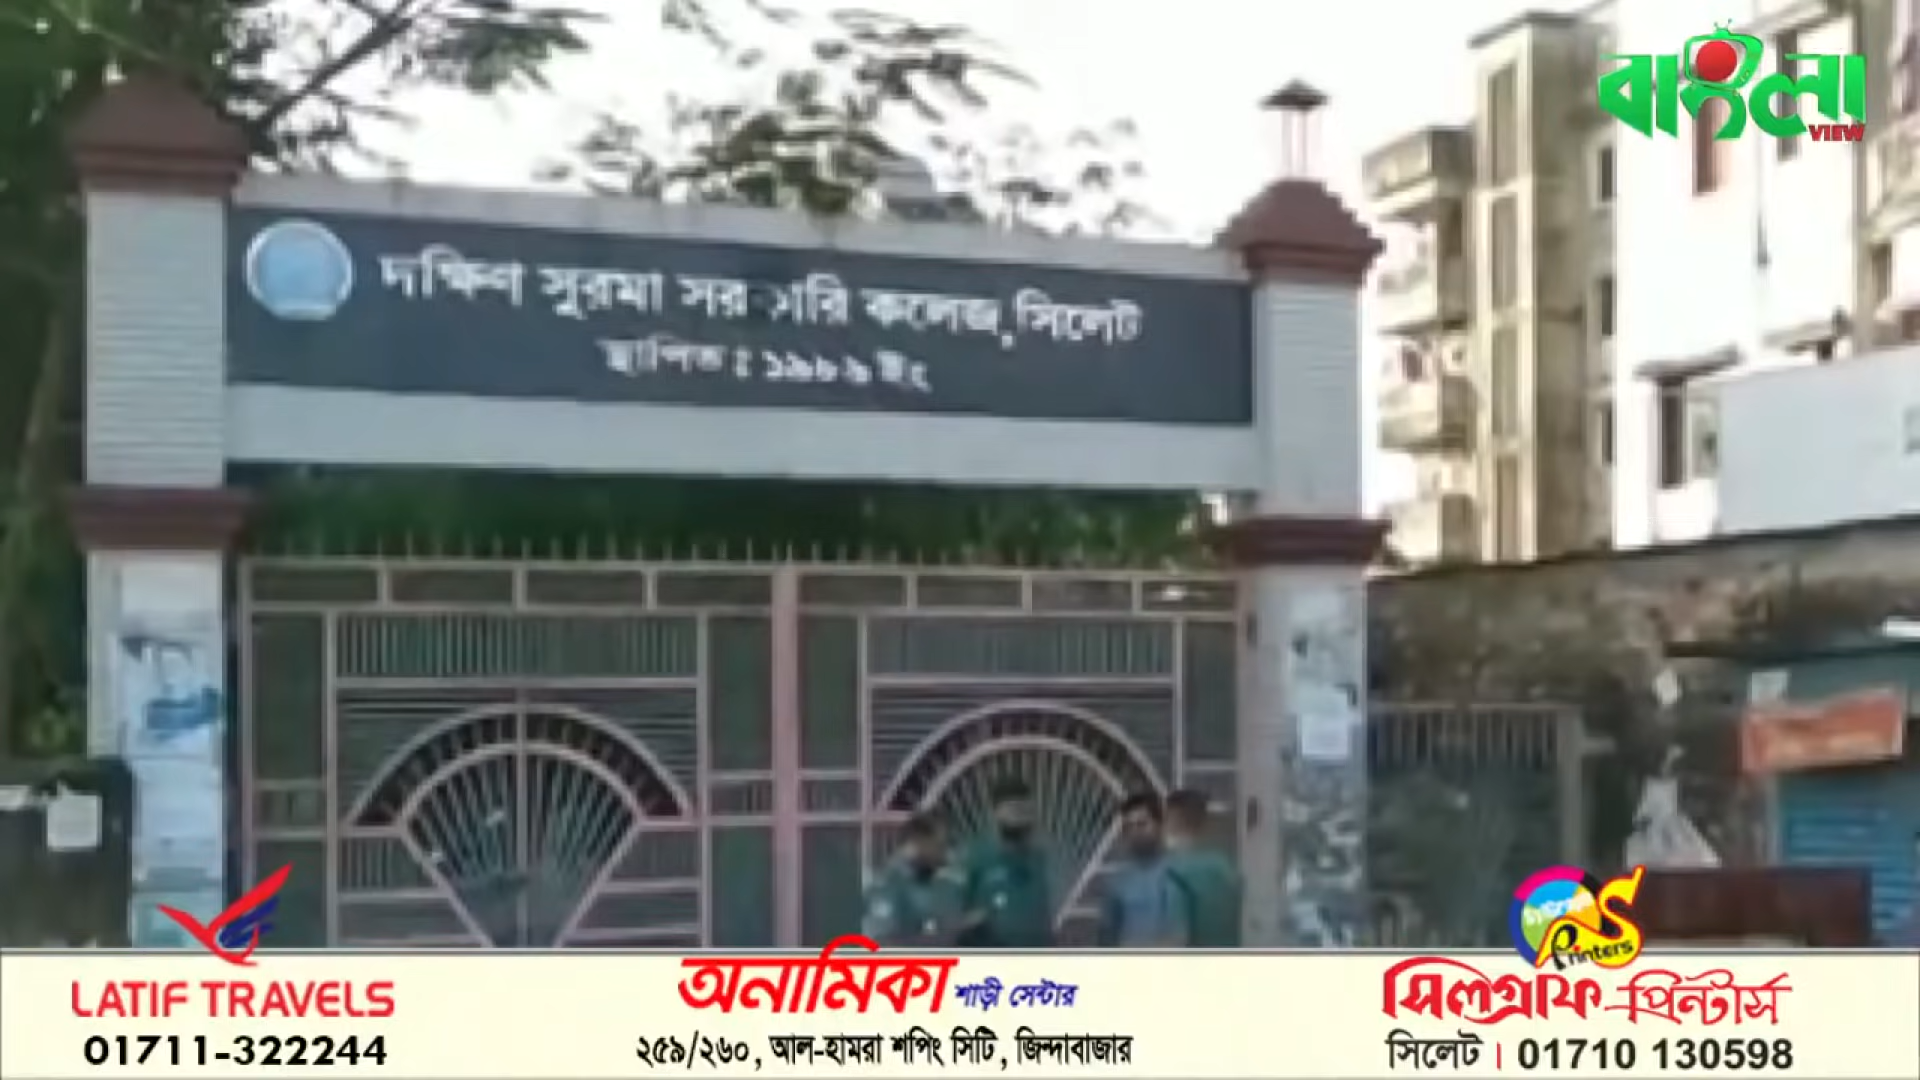 বাংলা
VIEW
দক্ষিণ সুরমা সরকারি কলেজ, সিলেট
স্থাপিত : ১৯৮৯ ইং
LATIF TRAVELS
01711-322244
অনামিকা শাড়ী সেন্টার
২৫৯/২৬০, আল-হামরা শপিং সিটি, জিন্দাবাজার
Printers
সিলগ্রাফ প্রিন্টার্স
সিলেট । 01710 130598